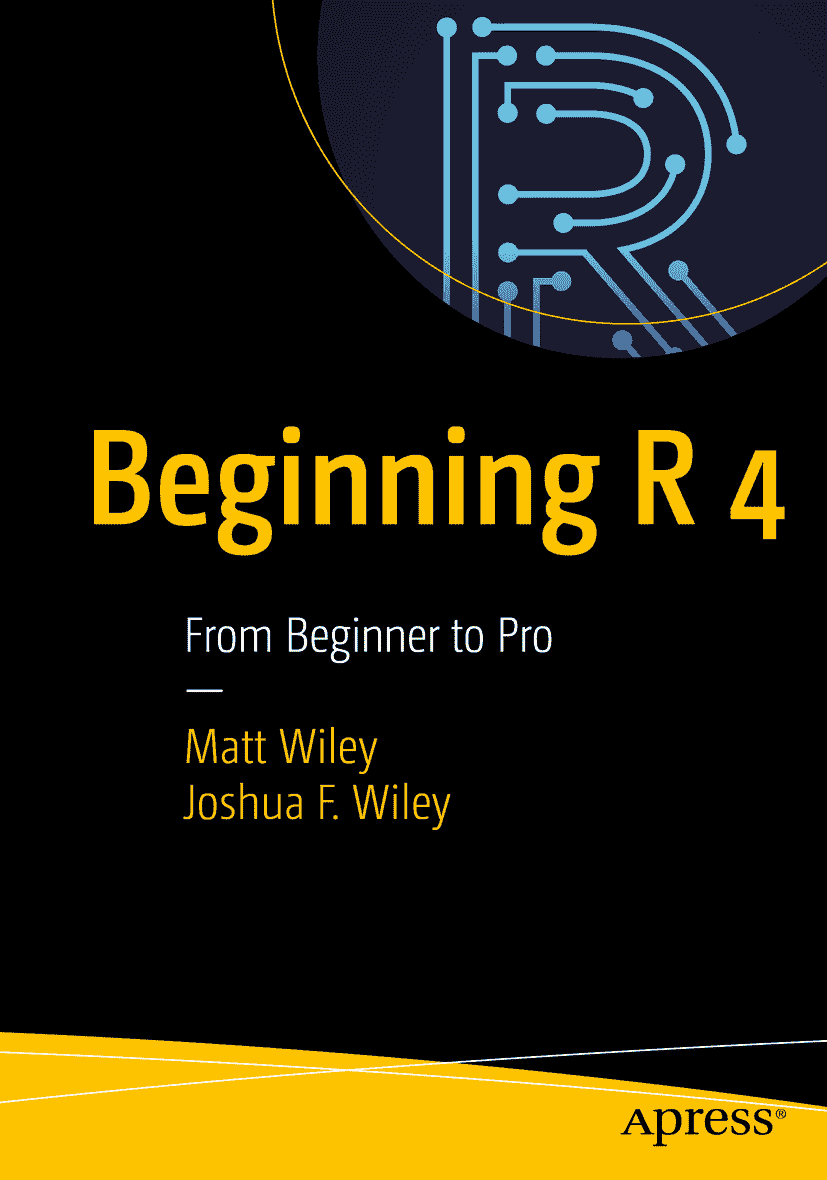 Beginning R 4
From Beginner to Pro
—
Matt Wiley
Joshua F. Wiley
Apress®